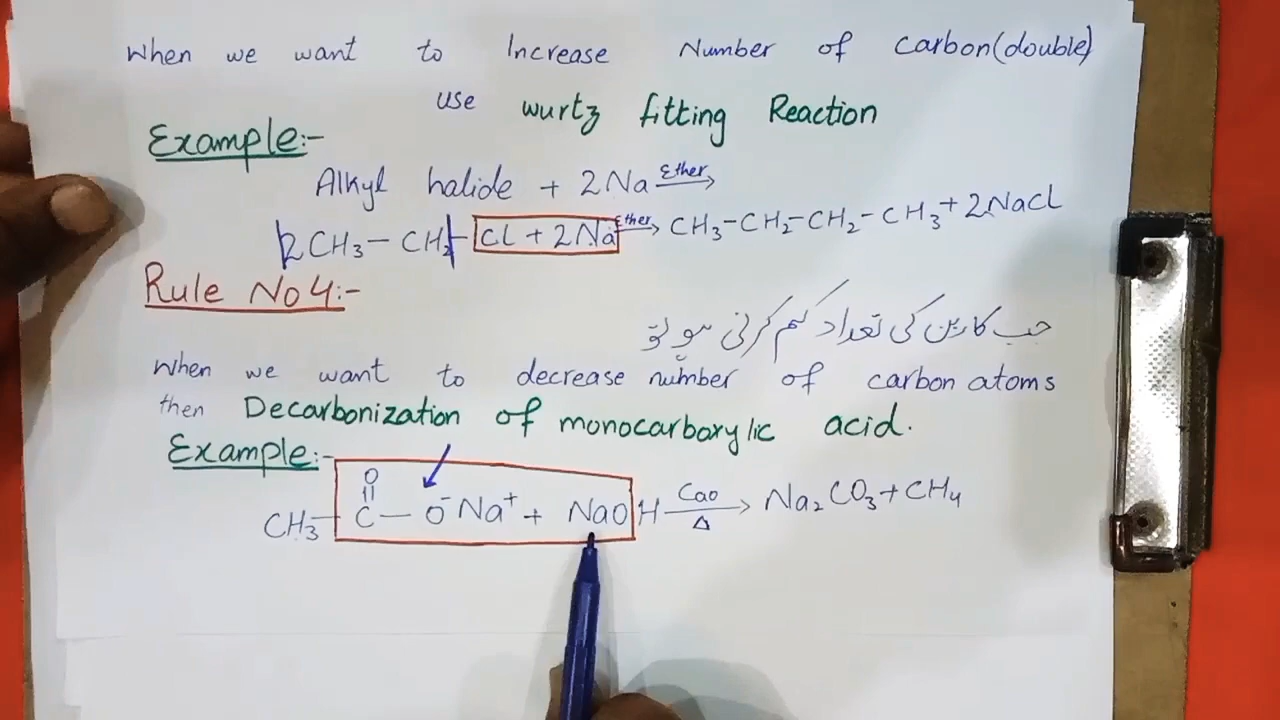 When we want to Increase Number of carbon(double)
use wurtz fitting Reaction
Example:-
Alkyl halide + 2Na Ether →
2CH₃-CH₂-Cl + 2Na Ether → CH₃-CH₂-CH₂-CH₃ + 2NaCl
Rule No 4:-
جب کاربن کی تعداد کم کرنی ہو تو
When we want to decrease number of carbon atoms
then Decarbonization of monocarboxylic acid.
Example:-
O
CH₃-C-O⁻Na⁺ + NaOH Cao → Δ Na₂CO₃ + CH₄